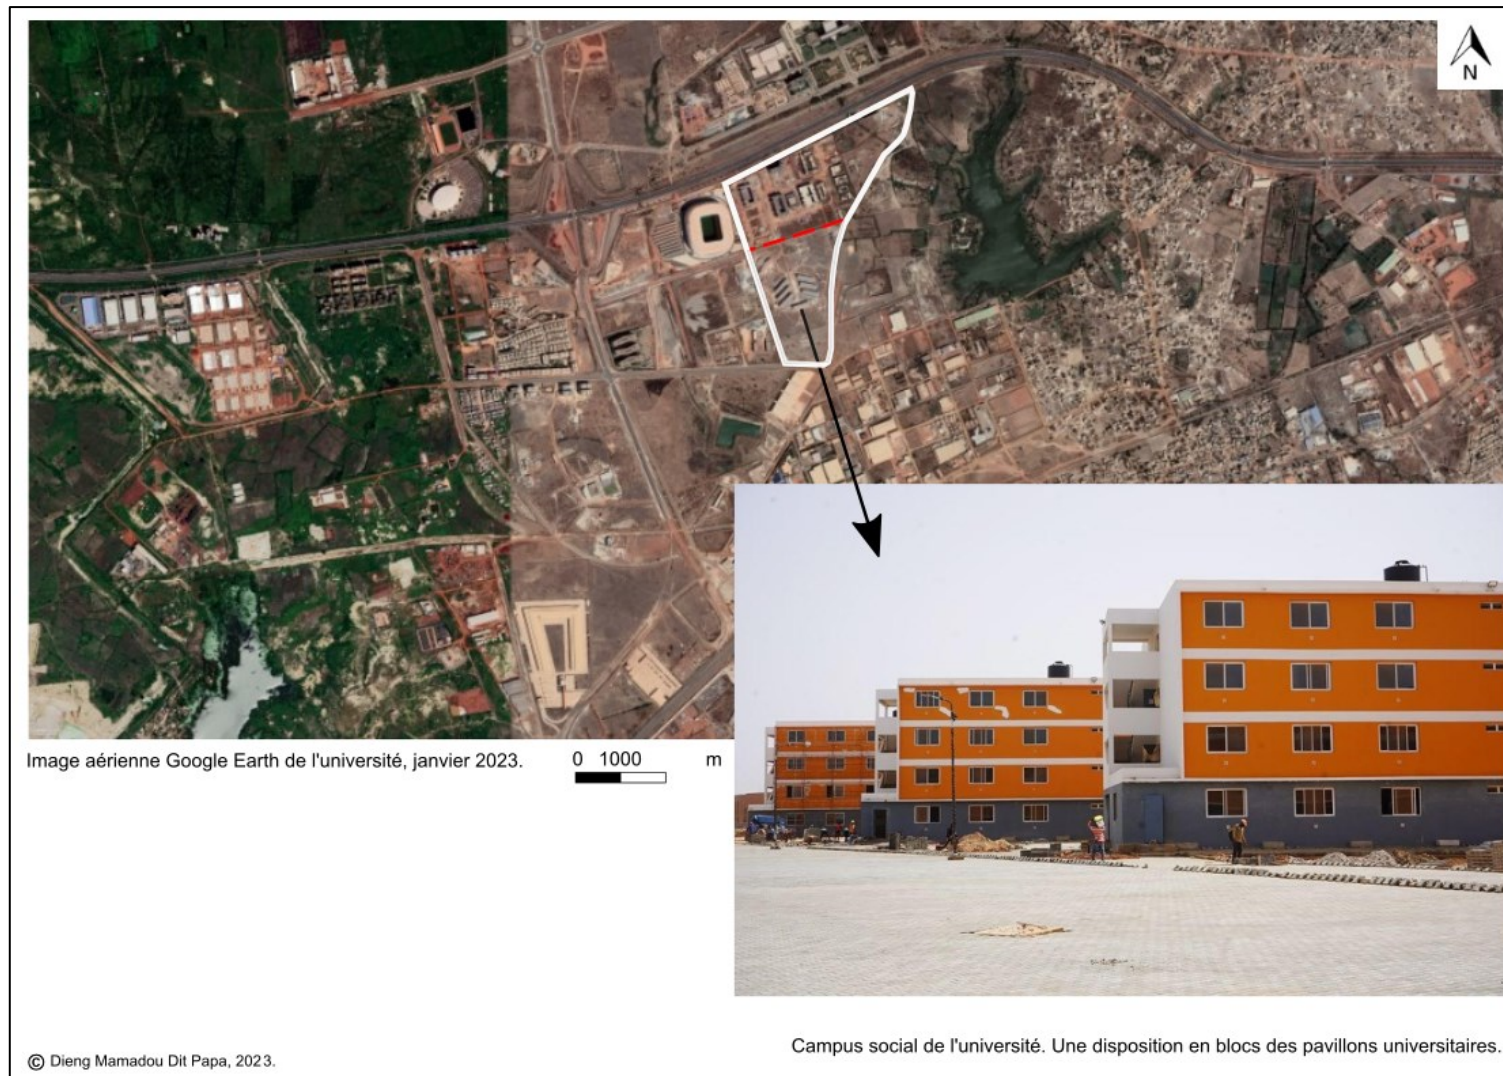 N
Image aérienne Google Earth de l'université, janvier 2023.
0 1000 m
Campus social de l'université. Une disposition en blocs des pavillons universitaires.
© Dieng Mamadou Dit Papa, 2023.